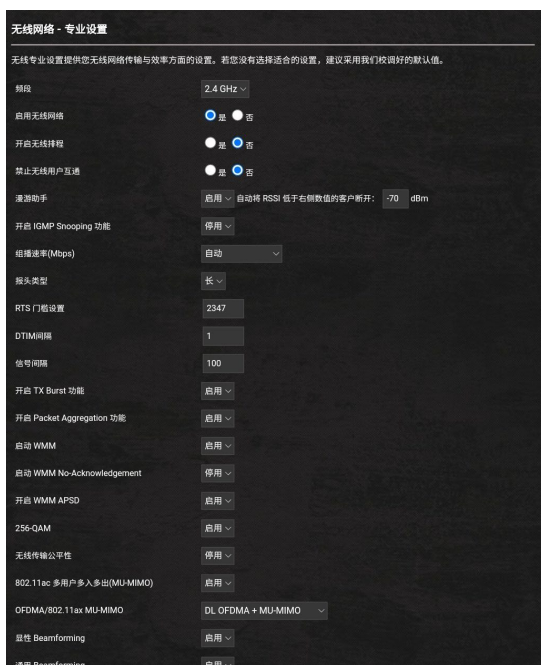 无线网络 - 专业设置
无线专业设置提供您无线网络传输与效率方面的设置。若您没有选择适合的设置，建议采用我们校调好的默认值。
频段 2.4 GHz
启用无线网络 是 否
开启无线排程 是 否
禁止无线用户互通 是 否
漫游助手 启用 自动将 RSSI 低于右侧数值的客户断开： -70 dBm
开启 IGMP Snooping 功能 停用
组播速率(Mbps) 自动
报头类型 长
RTS 门槛设置 2347
DTIM间隔 1
信号间隔 100
开启 TX Burst 功能 启用
开启 Packet Aggregation 功能 启用
启动 WMM 启用
启动 WMM No-Acknowledgement 停用
开启 WMM APSD 启用
256-QAM 启用
无线传输公平性 停用
802.11ac 多用户多入多出(MU-MIMO) 启用
OFDMA/802.11ax MU-MIMO DL OFDMA + MU-MIMO
显性 Beamforming 启用
通用 Beamforming 启用